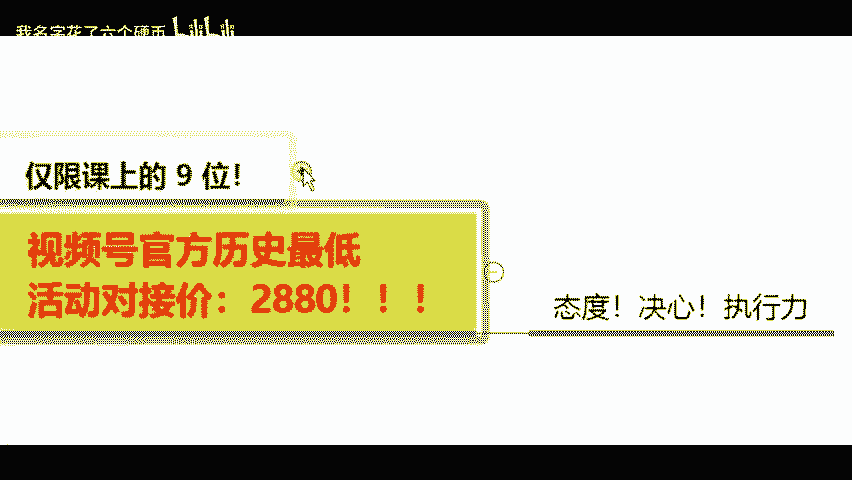 我名字花了六个硬币 bilibili
仅限课上的 9 位！
视频号官方历史最低
活动对接价：2880！！！
态度！决心！执行力